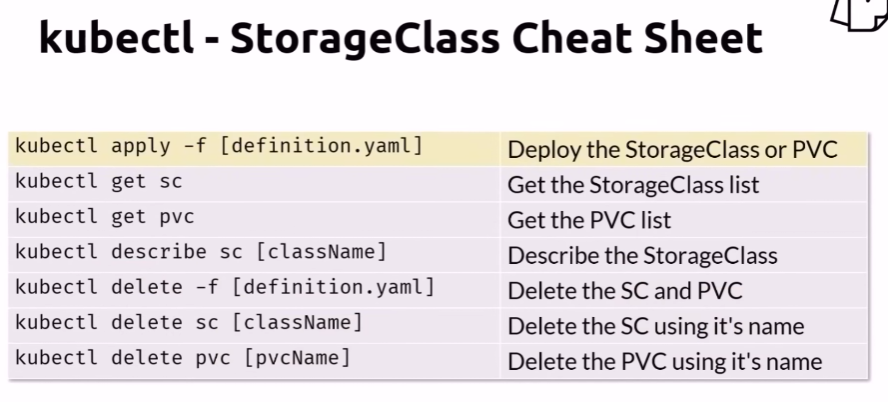 kubectl - StorageClass Cheat Sheet
kubectl apply -f [definition.yaml] Deploy the StorageClass or PVC
kubectl get sc Get the StorageClass list
kubectl get pvc Get the PVC list
kubectl describe sc [className] Describe the StorageClass
kubectl delete -f [definition.yaml] Delete the SC and PVC
kubectl delete sc [className] Delete the SC using it's name
kubectl delete pvc [pvcName] Delete the PVC using it's name